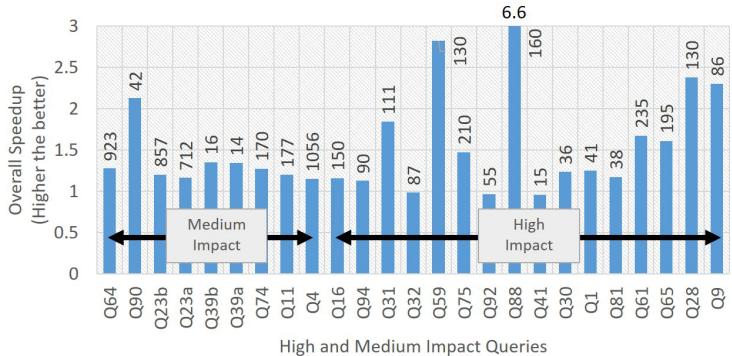 6.6
3
2.5
2
1.5
1
0.5
0
Overall Speedup
(Higher the better)
923
42
857
712
16
14
170
177
1056
150
90
111
87
130
210
55
160
15
36
41
38
235
195
130
86
Medium
Impact
High
Impact
Q64
Q90
Q23b
Q23a
Q39b
Q39a
Q74
Q11
Q4
Q16
Q94
Q31
Q32
Q59
Q75
Q92
Q88
Q41
Q30
Q1
Q81
Q61
Q65
Q28
Q9
High and Medium Impact Queries